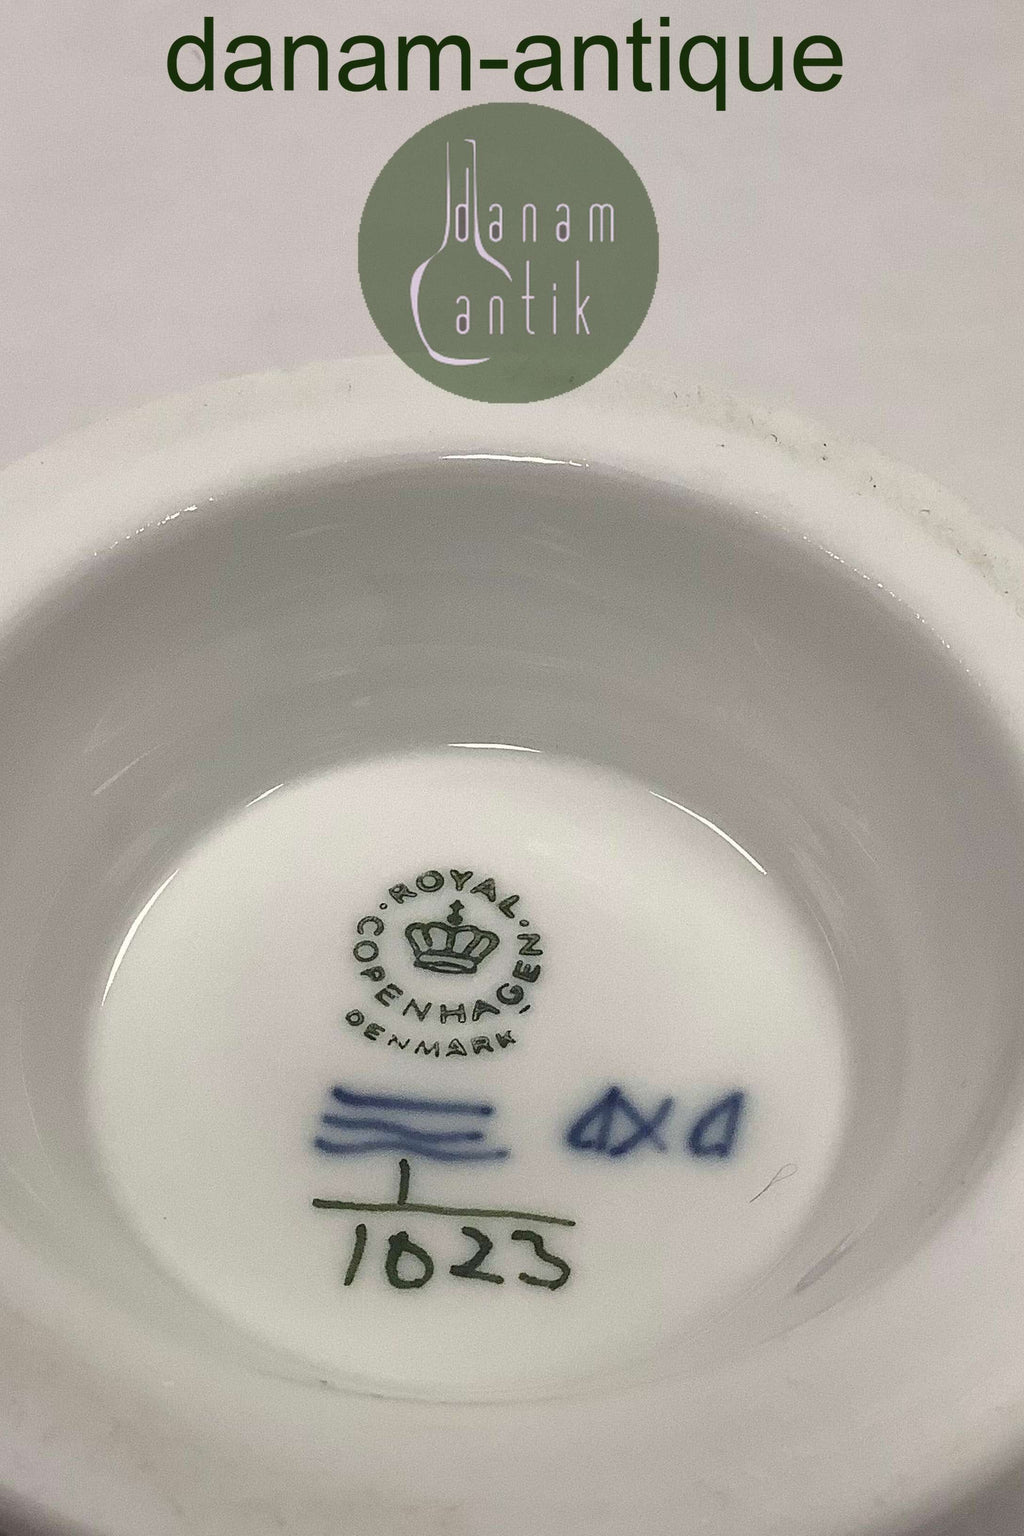 danam-antique
danam
antik
ROYAL
COPENHAGEN
DENMARK
1
1023